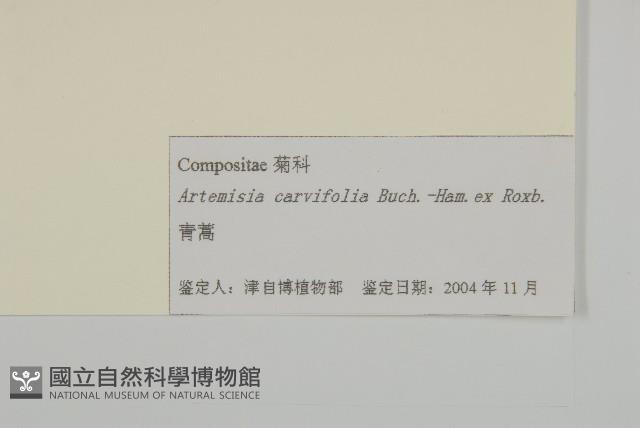 Compositae 菊科
Artemisia carvifolia Buch.-Ham. ex Roxb.
青蒿
鉴定人：津自博植物部 鉴定日期：2004 年 11 月
國立自然科學博物館
NATIONAL MUSEUM OF NATURAL SCIENCE